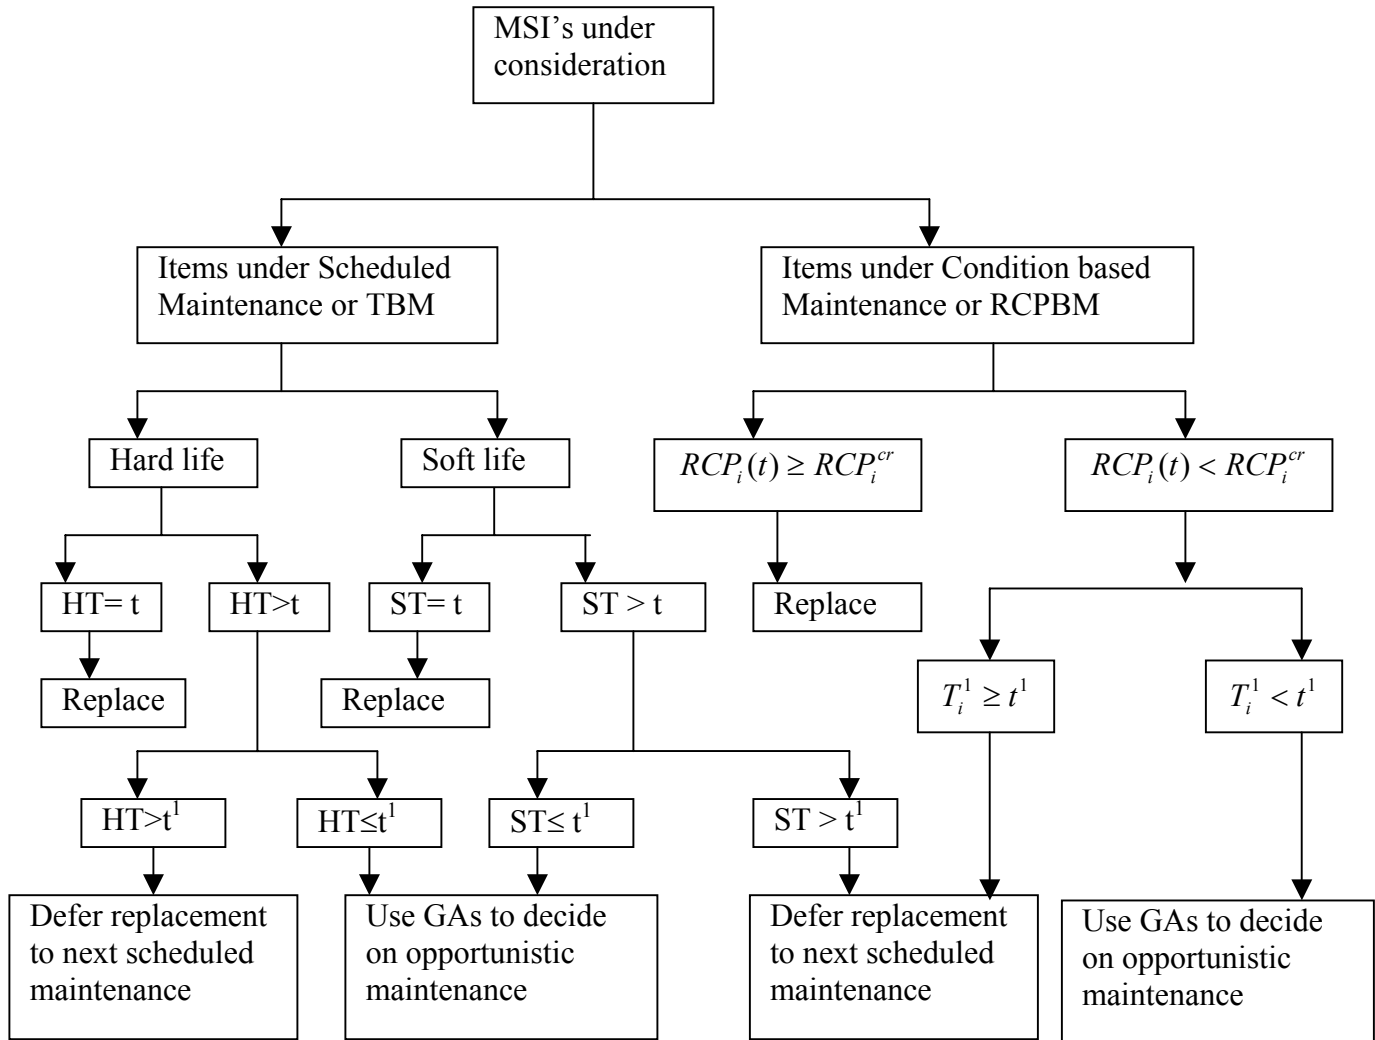 MSI’s under
consideration
Items under Scheduled
Maintenance or TBM
Items under Condition based
Maintenance or RCPBM
Hard life
Soft life
RCP_i(t) ≥ RCP_i^{cr}
RCP_i(t) < RCP_i^{cr}
HT= t
HT>t
ST= t
ST > t
Replace
Replace
Replace
T_i^1 ≥ t^1
T_i^1 < t^1
HT>t^1
HT≤t^1
ST≤ t^1
ST > t^1
Defer replacement
to next scheduled
maintenance
Use GAs to decide
on opportunistic
maintenance
Defer replacement
to next scheduled
maintenance
Use GAs to decide
on opportunistic
maintenance